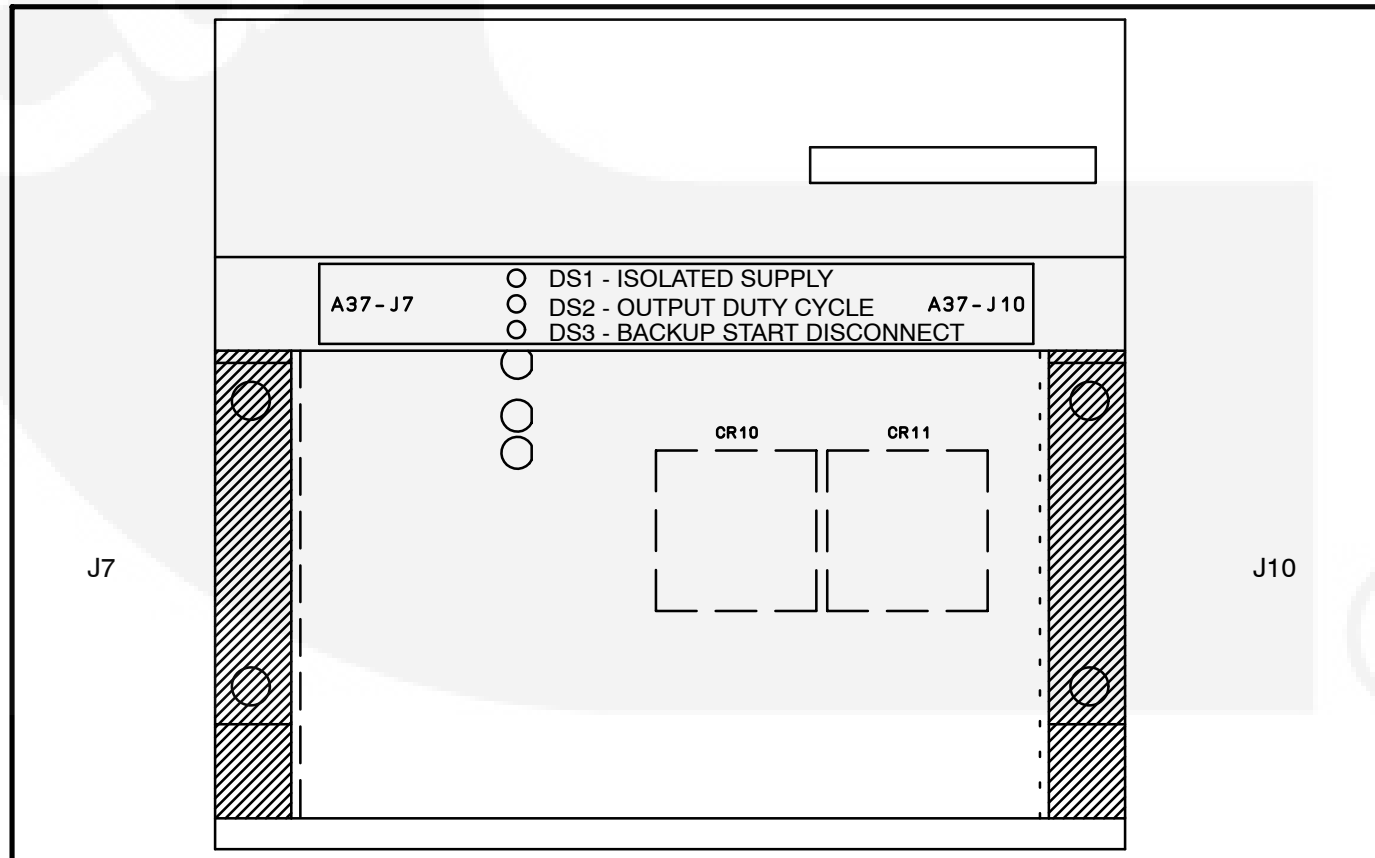 DS1 - ISOLATED SUPPLY
A37-J7
DS2 - OUTPUT DUTY CYCLE
A37-J10
DS3 - BACKUP START DISCONNECT
CR10
CR11
J7
J10